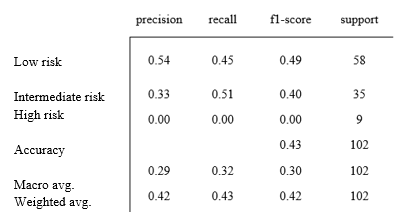 precision recall f1-score support
Low risk 0.54 0.45 0.49 58
Intermediate risk 0.33 0.51 0.40 35
High risk 0.00 0.00 0.00 9
Accuracy 0.43 102
Macro avg. 0.29 0.32 0.30 102
Weighted avg. 0.42 0.43 0.42 102